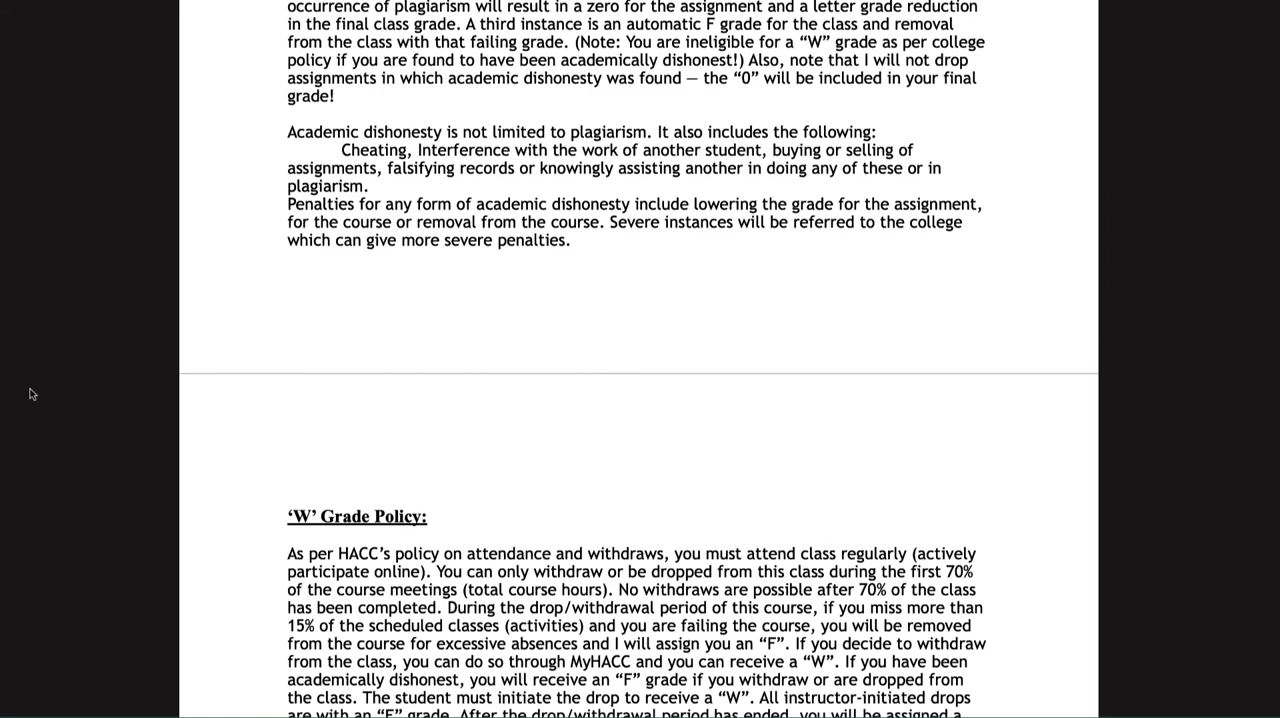 occurrence of plagiarism will result in a zero for the assignment and a letter grade reduction
in the final class grade. A third instance is an automatic F grade for the class and removal
from the class with that failing grade. (Note: You are ineligible for a “W” grade as per college
policy if you are found to have been academically dishonest!) Also, note that I will not drop
assignments in which academic dishonesty was found — the “0” will be included in your final
grade!
Academic dishonesty is not limited to plagiarism. It also includes the following:
Cheating, Interference with the work of another student, buying or selling of
assignments, falsifying records or knowingly assisting another in doing any of these or in
plagiarism.
Penalties for any form of academic dishonesty include lowering the grade for the assignment,
for the course or removal from the course. Severe instances will be referred to the college
which can give more severe penalties.
‘W’ Grade Policy:
As per HACC’s policy on attendance and withdraws, you must attend class regularly (actively
participate online). You can only withdraw or be dropped from this class during the first 70%
of the course meetings (total course hours). No withdraws are possible after 70% of the class
has been completed. During the drop/withdrawal period of this course, if you miss more than
15% of the scheduled classes (activities) and you are failing the course, you will be removed
from the course for excessive absences and I will assign you an “F”. If you decide to withdraw
from the class, you can do so through MyHACC and you can receive a “W”. If you have been
academically dishonest, you will receive an “F” grade if you withdraw or are dropped from
the class. The student must initiate the drop to receive a “W”. All instructor-initiated drops
are with an “F” grade. After the drop/withdrawal period has ended, you will be assigned a